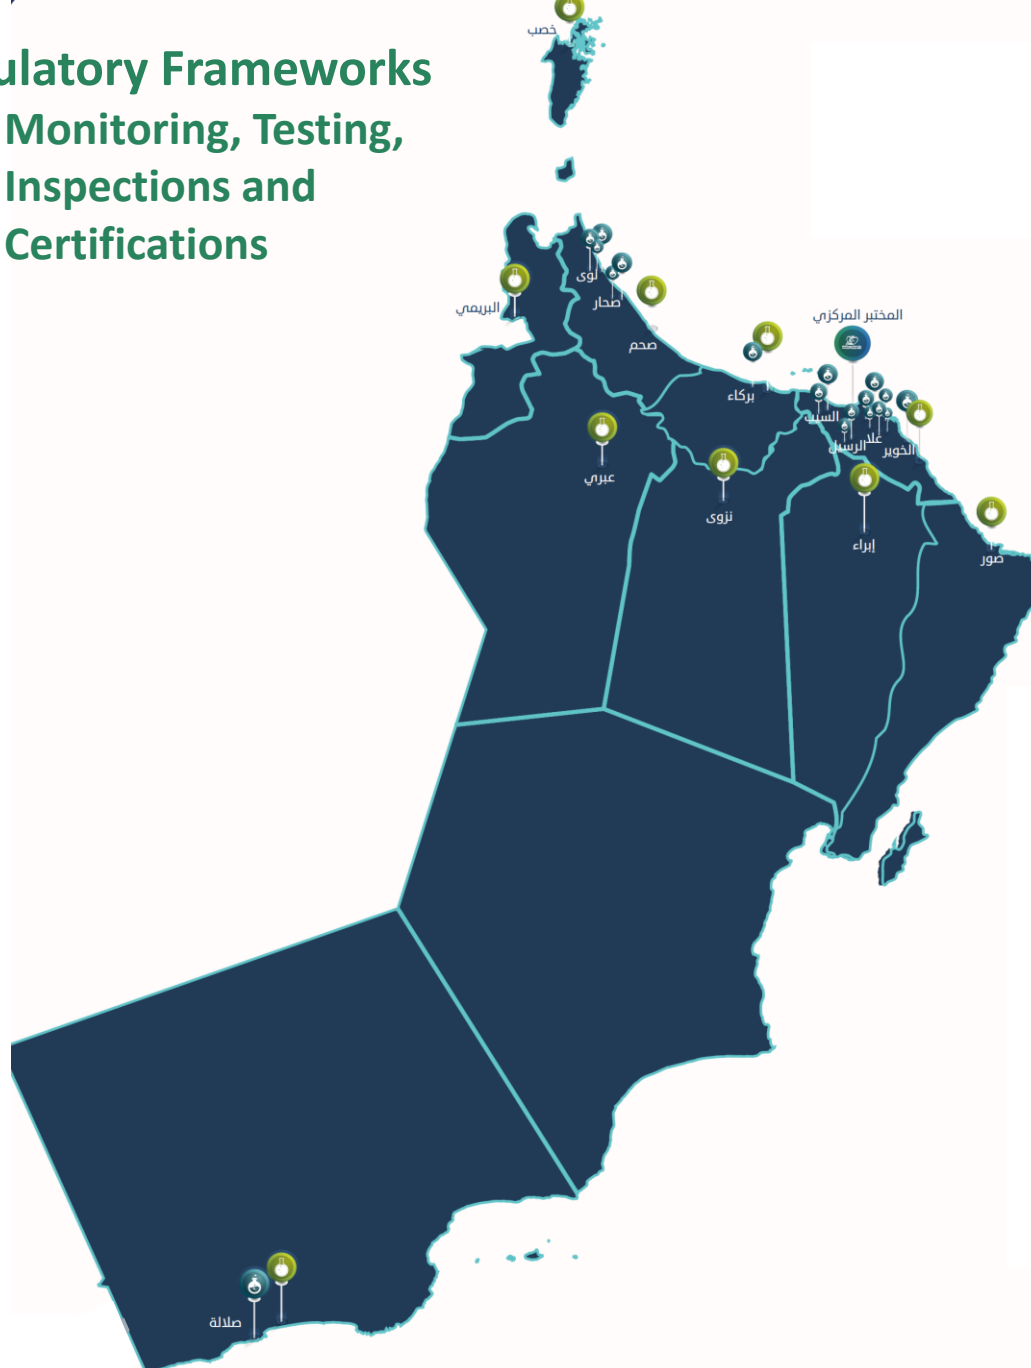 ulatory Frameworks
Monitoring, Testing,
Inspections and
Certifications
خصب
لوى
البريمي
صحار
المختبر المركزي
صحم
بركاء
السيب
علا
الرسيل
الخوير
عبري
نزوى
إبراء
صور
صلالة